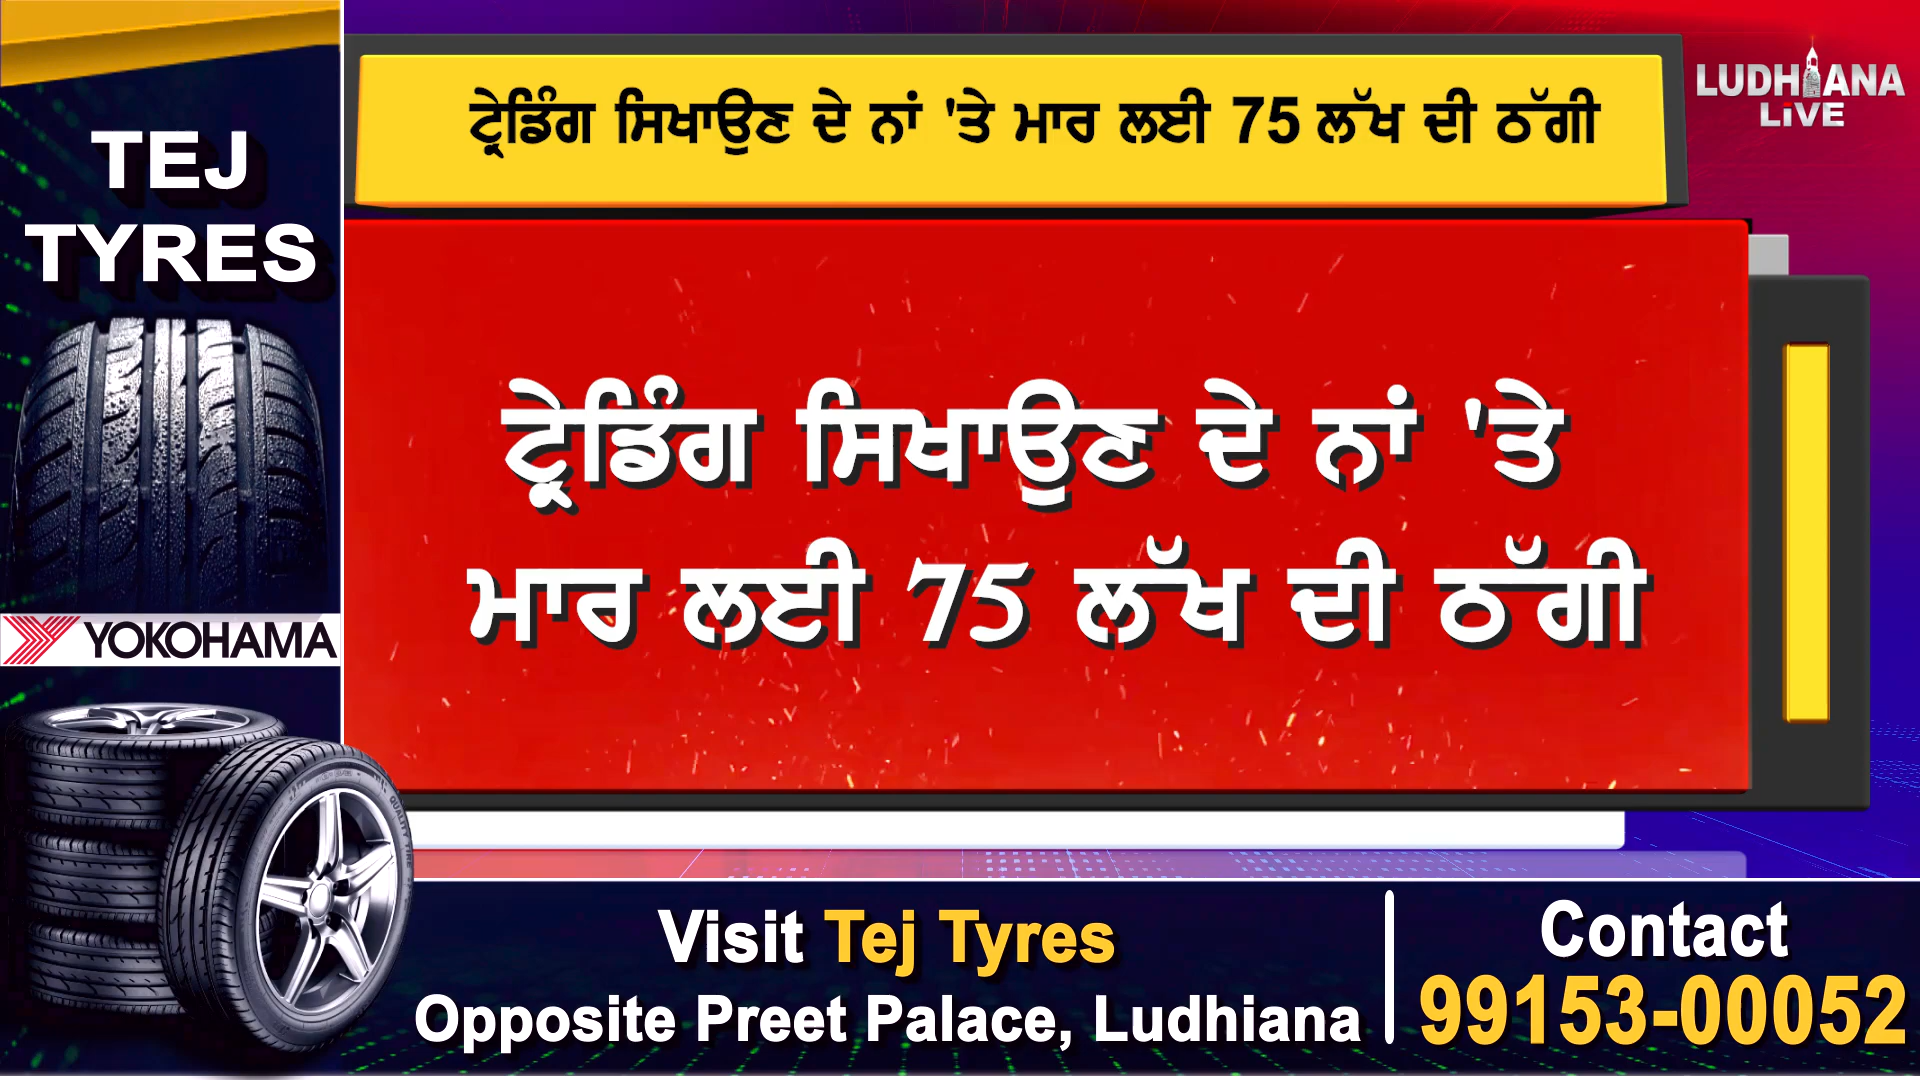 TEJ
TYRES
YOKOHAMA
ਟ੍ਰੇਡਿੰਗ ਸਿਖਾਉਣ ਦੇ ਨਾਂ 'ਤੇ ਮਾਰ ਲਈ 75 ਲੱਖ ਦੀ ਠੱਗੀ
LUDHIANA
LiVE
ਟ੍ਰੇਡਿੰਗ ਸਿਖਾਉਣ ਦੇ ਨਾਂ 'ਤੇ
ਮਾਰ ਲਈ 75 ਲੱਖ ਦੀ ਠੱਗੀ
Visit Tej Tyres
Opposite Preet Palace, Ludhiana
Contact
99153-00052